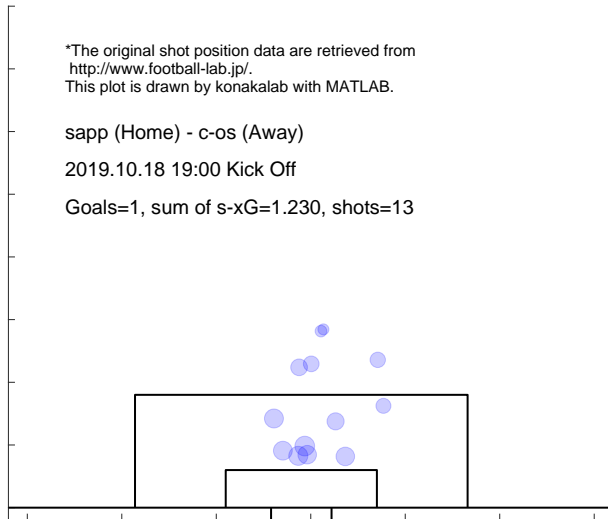 *The original shot position data are retrieved from
http://www.football-lab.jp/.
This plot is drawn by konakalab with MATLAB.
sapp (Home) - c-os (Away)
2019.10.18 19:00 Kick Off
Goals=1, sum of s-xG=1.230, shots=13